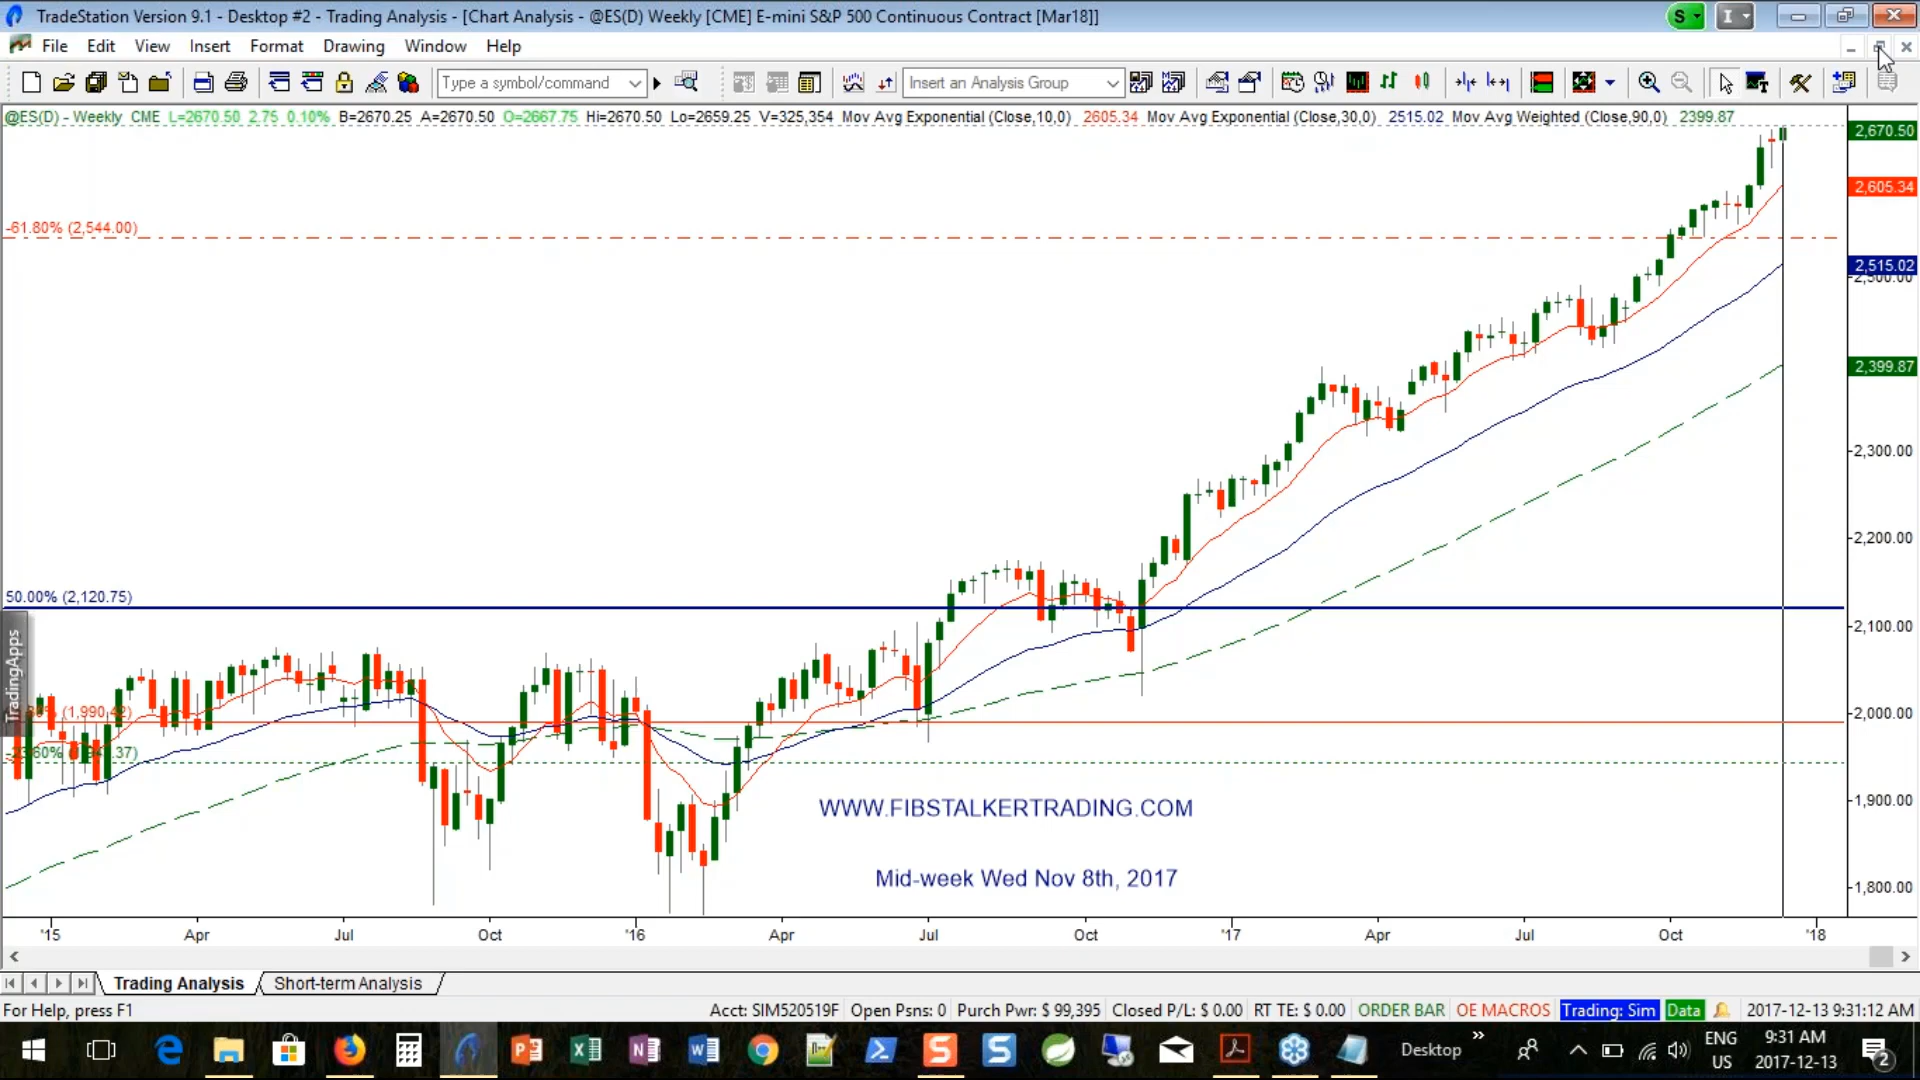 TradeStation Version 9.1 - Desktop #2 - Trading Analysis - [Chart Analysis - @ES(D) Weekly [CME] E-mini S&P 500 Continuous Contract [Mar18]]
S
I
File Edit View Insert Format Drawing Window Help
Type a symbol/command
Insert an Analysis Group
@ES(D) - Weekly CME L=2670.50 2.75 0.10% B=2670.25 A=2670.50 O=2667.75 Hi=2670.50 Lo=2659.25 V=325,354 Mov Avg Exponential (Close,10,0) 2605.34 Mov Avg Exponential (Close,30,0) 2515.02 Mov Avg Weighted (Close,90,0) 2399.87
2,670.50
2,605.34
-61.80% (2,544.00)
2,515.02
2,399.87
2,300.00
2,200.00
50.00% (2,120.75)
2,100.00
TradingApps
(1,990.42)
2,000.00
-23.60%
1,900.00
WWW.FIBSTALKERTRADING.COM
Mid-week Wed Nov 8th, 2017
1,800.00
'15 Apr Jul Oct '16 Apr Jul Oct '17 Apr Jul Oct '18
Trading Analysis Short-term Analysis
For Help, press F1
Acct: SIM520519F Open Psns: 0 Purch Pwr: $ 99,395 Closed P/L: $ 0.00 RT TE: $ 0.00 ORDER BAR OE MACROS Trading: Sim Data 2017-12-13 9:31:12 AM
Desktop
ENG
US
9:31 AM
2017-12-13
2